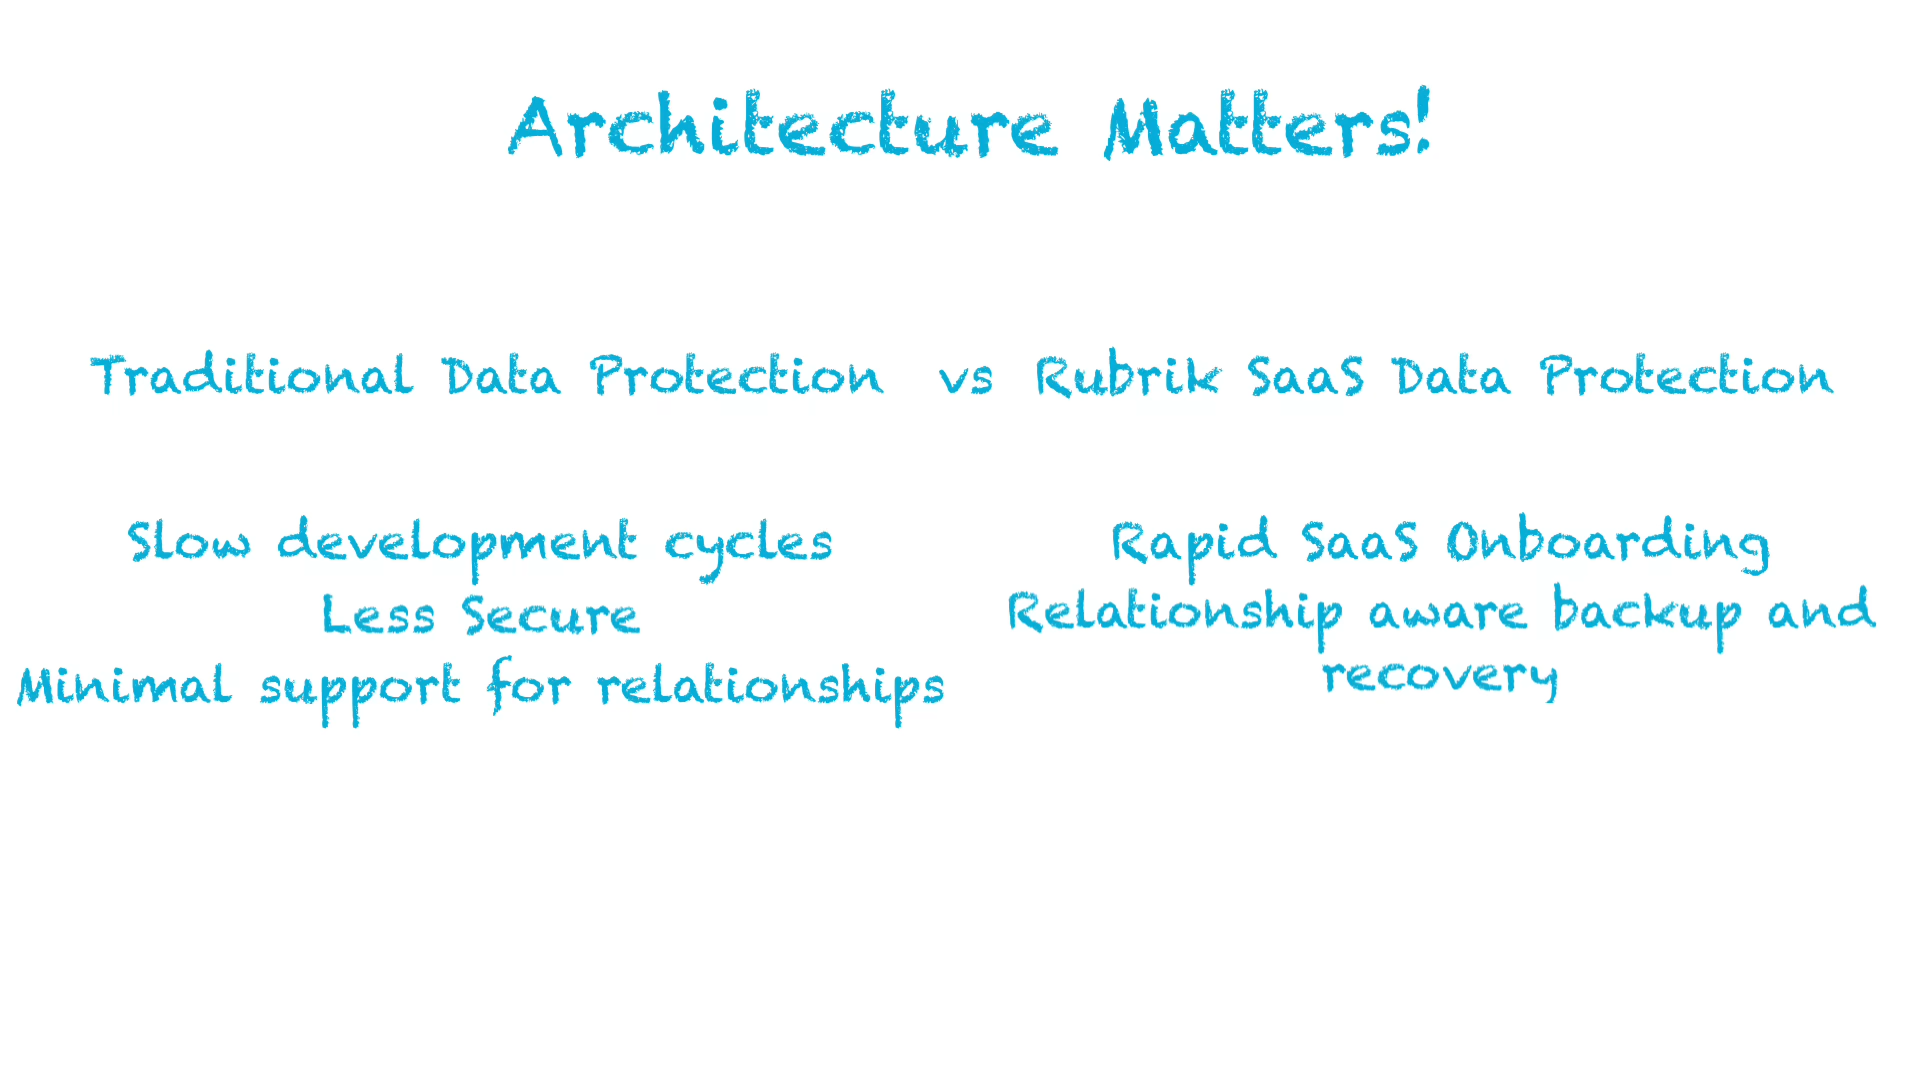 Architecture Matters!
Traditional Data Protection vs Rubrik SaaS Data Protection
Slow development cycles
Less Secure
Minimal support for relationships
Rapid SaaS Onboarding
Relationship aware backup and
recovery